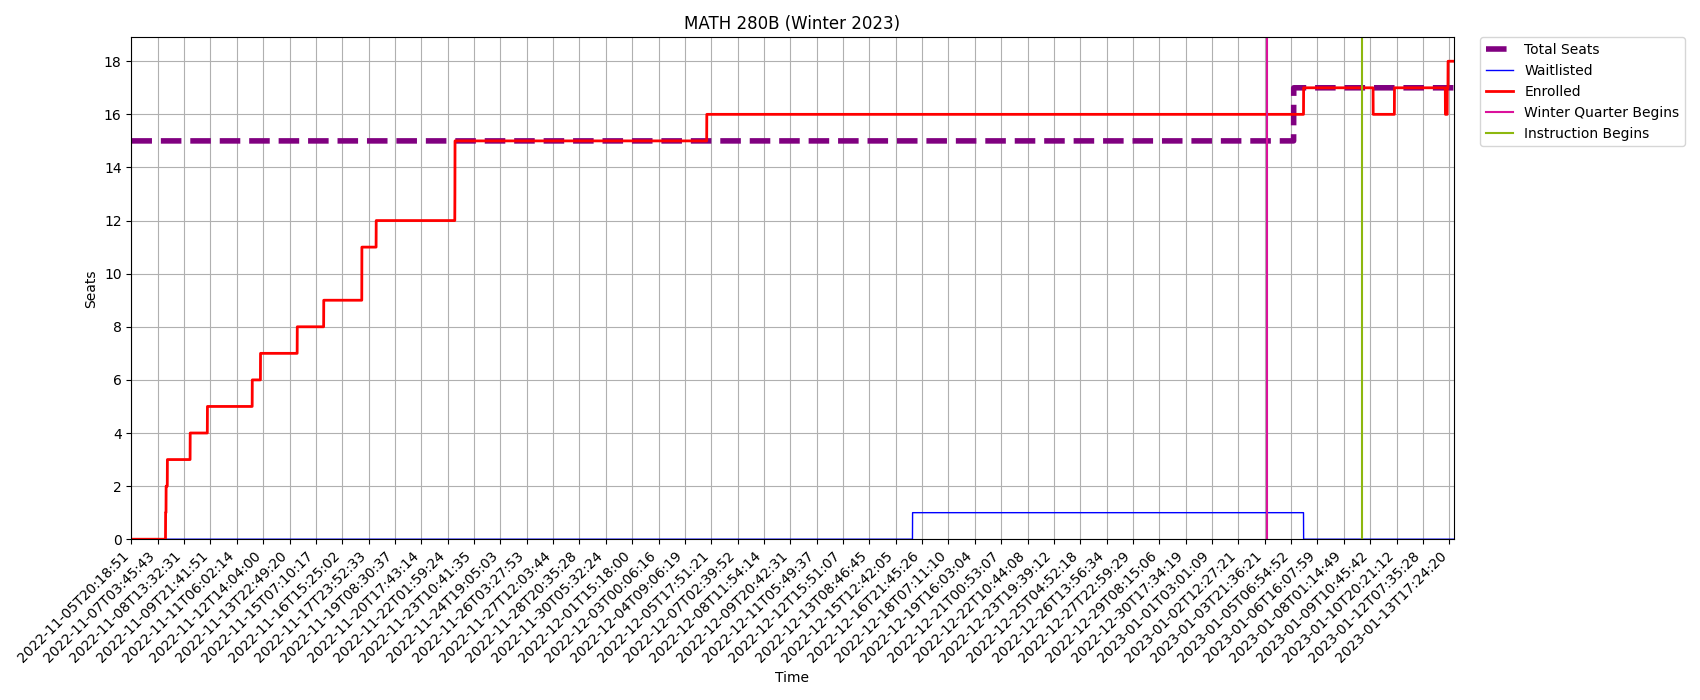 MATH 280B (Winter 2023)
Total Seats
Waitlisted
Enrolled
Winter Quarter Begins
Instruction Begins
Seats
18
16
14
12
10
8
6
4
2
0
2022-11-05T20:18:51
2022-11-07T03:45:43
2022-11-08T13:32:31
2022-11-09T21:41:51
2022-11-11T06:02:14
2022-11-12T14:04:00
2022-11-13T22:49:20
2022-11-15T07:10:17
2022-11-16T15:25:02
2022-11-17T23:52:33
2022-11-19T08:30:37
2022-11-20T17:43:14
2022-11-22T01:59:24
2022-11-23T10:41:35
2022-11-24T19:05:03
2022-11-26T03:27:53
2022-11-27T12:03:44
2022-11-28T20:35:28
2022-11-30T05:32:24
2022-12-01T15:18:00
2022-12-03T00:06:16
2022-12-04T09:06:19
2022-12-05T17:51:21
2022-12-07T02:39:52
2022-12-08T11:54:14
2022-12-09T20:42:31
2022-12-11T05:49:37
2022-12-12T15:51:07
2022-12-13T08:46:45
2022-12-15T12:42:05
2022-12-16T21:45:26
2022-12-18T07:11:10
2022-12-19T16:03:04
2022-12-21T00:53:07
2022-12-22T10:44:08
2022-12-23T19:39:12
2022-12-25T04:52:18
2022-12-26T13:56:34
2022-12-27T22:59:29
2022-12-29T08:15:06
2022-12-30T17:34:19
2023-01-01T03:01:09
2023-01-02T12:27:21
2023-01-03T21:36:21
2023-01-05T06:54:52
2023-01-06T16:07:59
2023-01-08T01:14:49
2023-01-09T10:45:42
2023-01-10T20:21:12
2023-01-12T07:35:28
2023-01-13T17:24:20
Time